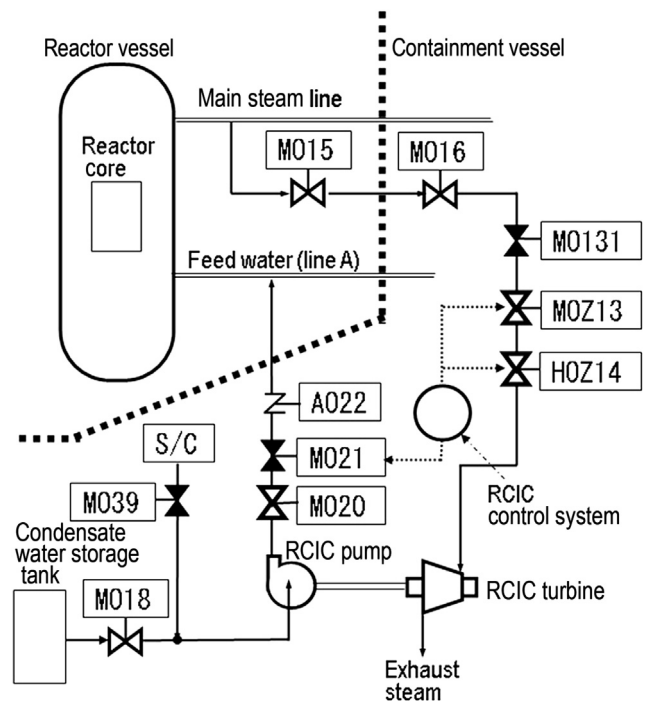 Reactor vessel
Containment vessel
Main steam line
MO15
MO16
Reactor
core
MO131
Feed water (line A)
MOZ13
HOZ14
AO22
S/C
MO21
RCIC
control system
MO39
MO20
Condensate
water storage
tank
RCIC pump
MO18
RCIC turbine
Exhaust
steam